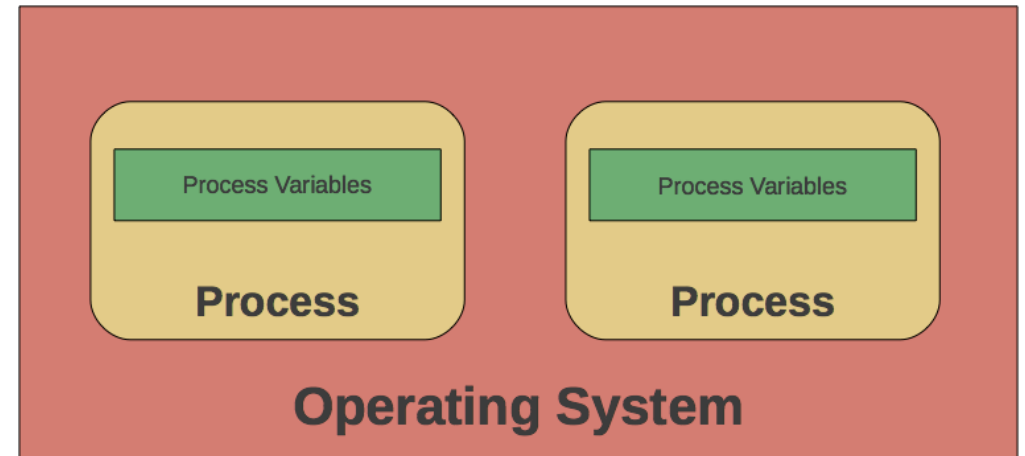 Process Variables
Process Variables
Process
Process
Operating System